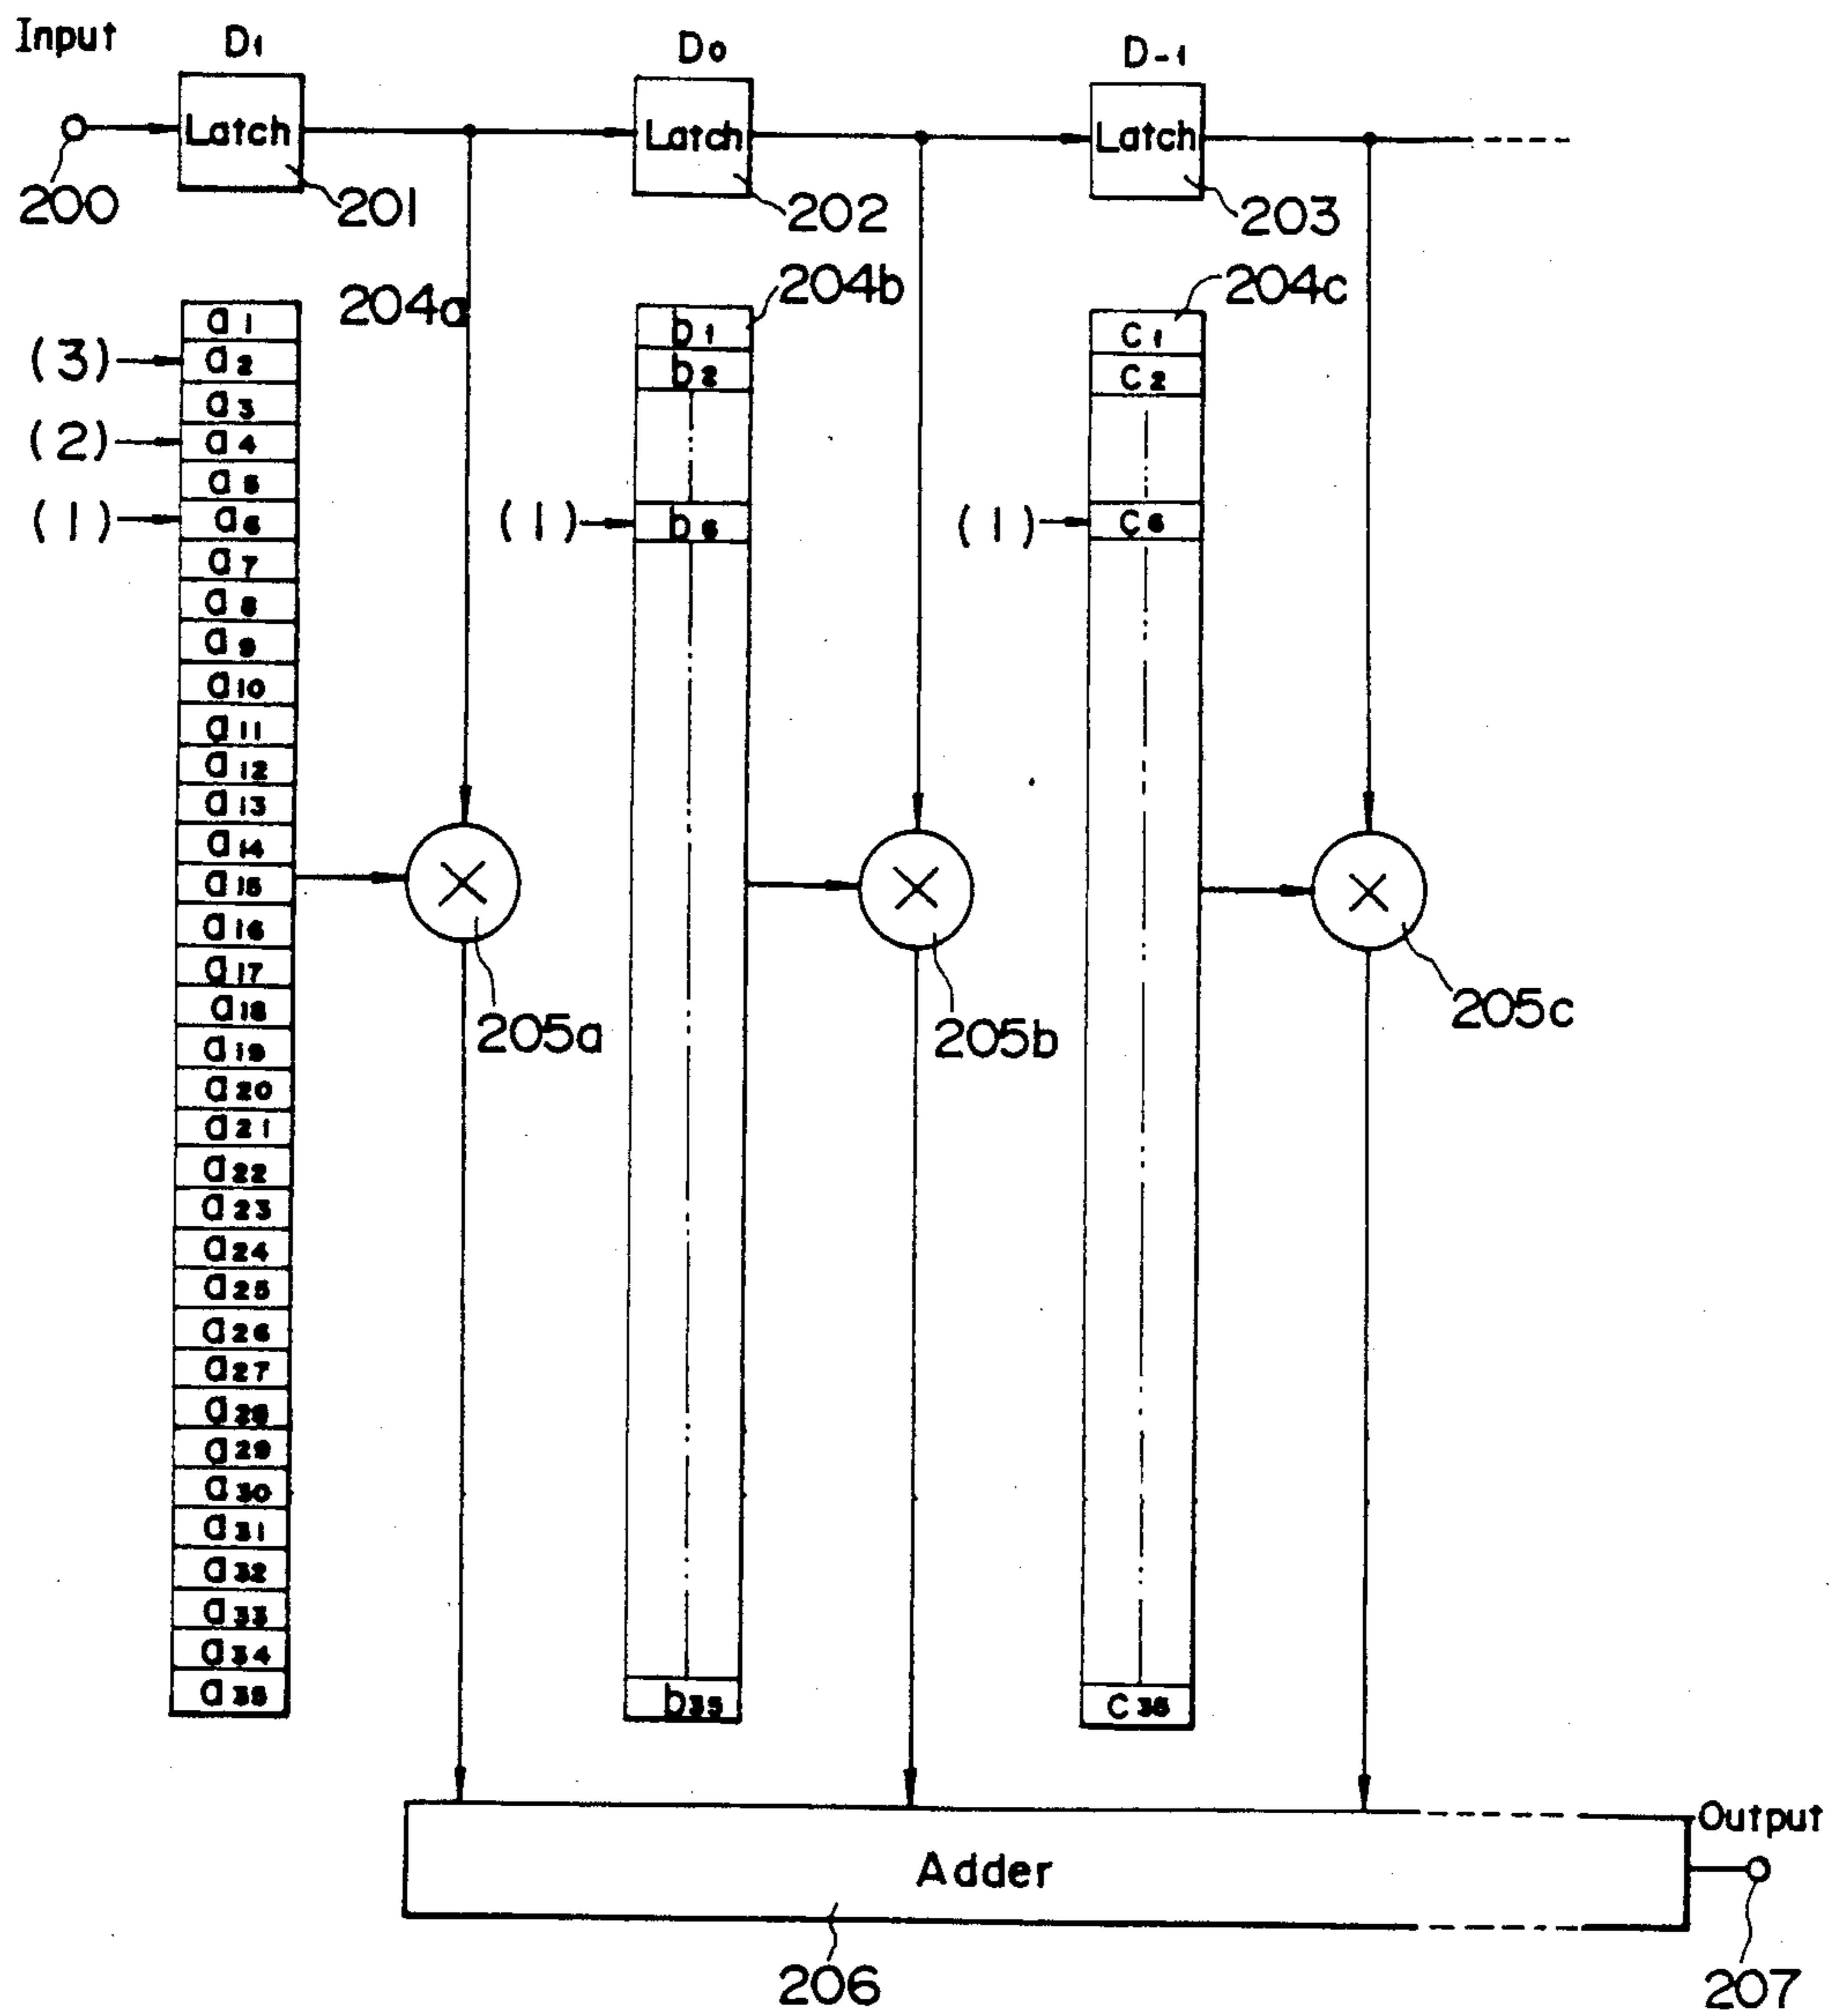 Input
D1
D0
D-1
Latch
Latch
Latch
200
201
202
203
204a
204b
204c
a1
(3)
a2
a3
(2)
a4
a5
(1)
a6
a7
a8
a9
a10
a11
a12
a13
a14
a15
a16
a17
a18
a19
a20
a21
a22
a23
a24
a25
a26
a27
a28
a29
a30
a31
a32
a33
a34
a35
b1
b2
(1)
b6
b35
c1
c2
(1)
c6
c35
205a
205b
205c
Adder
Output
206
207